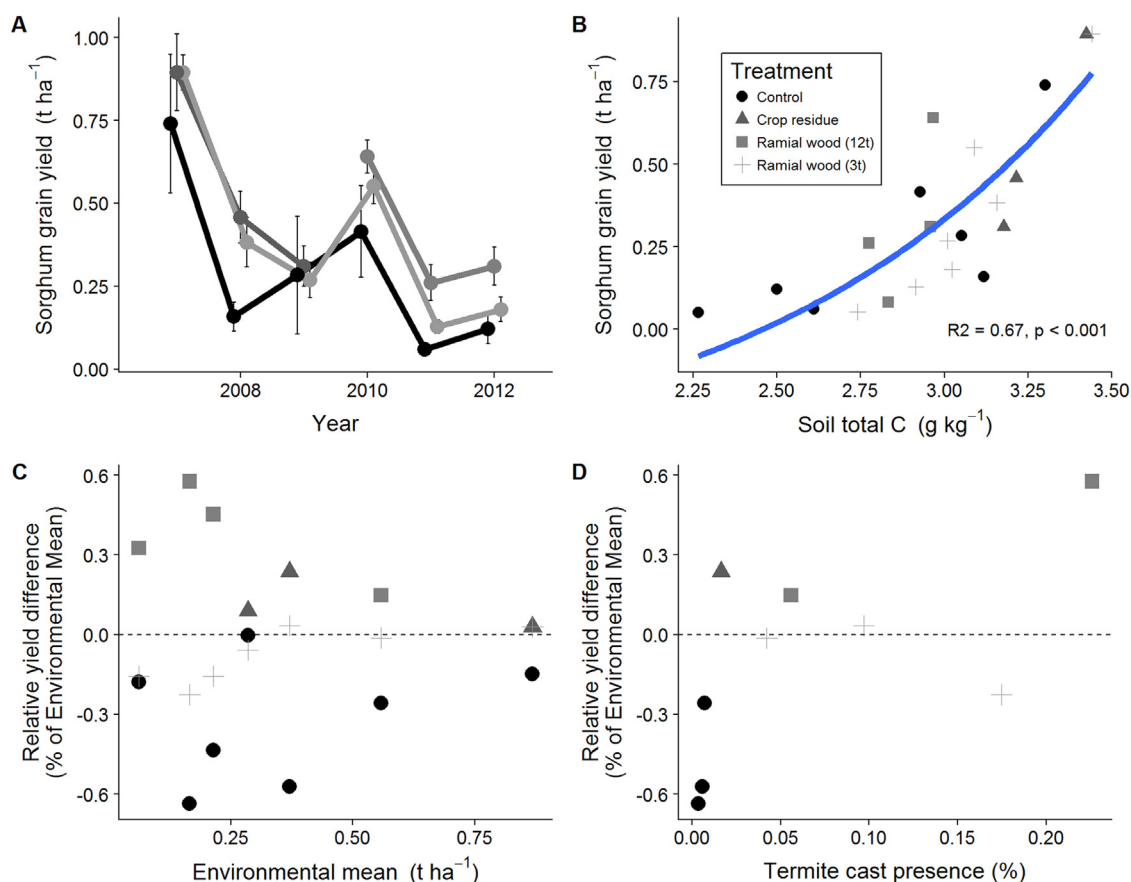 A
Sorghum grain yield (t ha⁻¹)
1.00
0.75
0.50
0.25
0.00
2008
2010
2012
Year
B
Sorghum grain yield (t ha⁻¹)
0.75
0.50
0.25
0.00
Treatment
Control
Crop residue
Ramial wood (12t)
Ramial wood (3t)
R2 = 0.67, p < 0.001
2.25
2.50
2.75
3.00
3.25
3.50
Soil total C (g kg⁻¹)
C
Relative yield difference
(% of Environmental Mean)
0.6
0.3
0.0
-0.3
-0.6
0.25
0.50
0.75
Environmental mean (t ha⁻¹)
D
Relative yield difference
(% of Environmental Mean)
0.6
0.3
0.0
-0.3
-0.6
0.00
0.05
0.10
0.15
0.20
Termite cast presence (%)